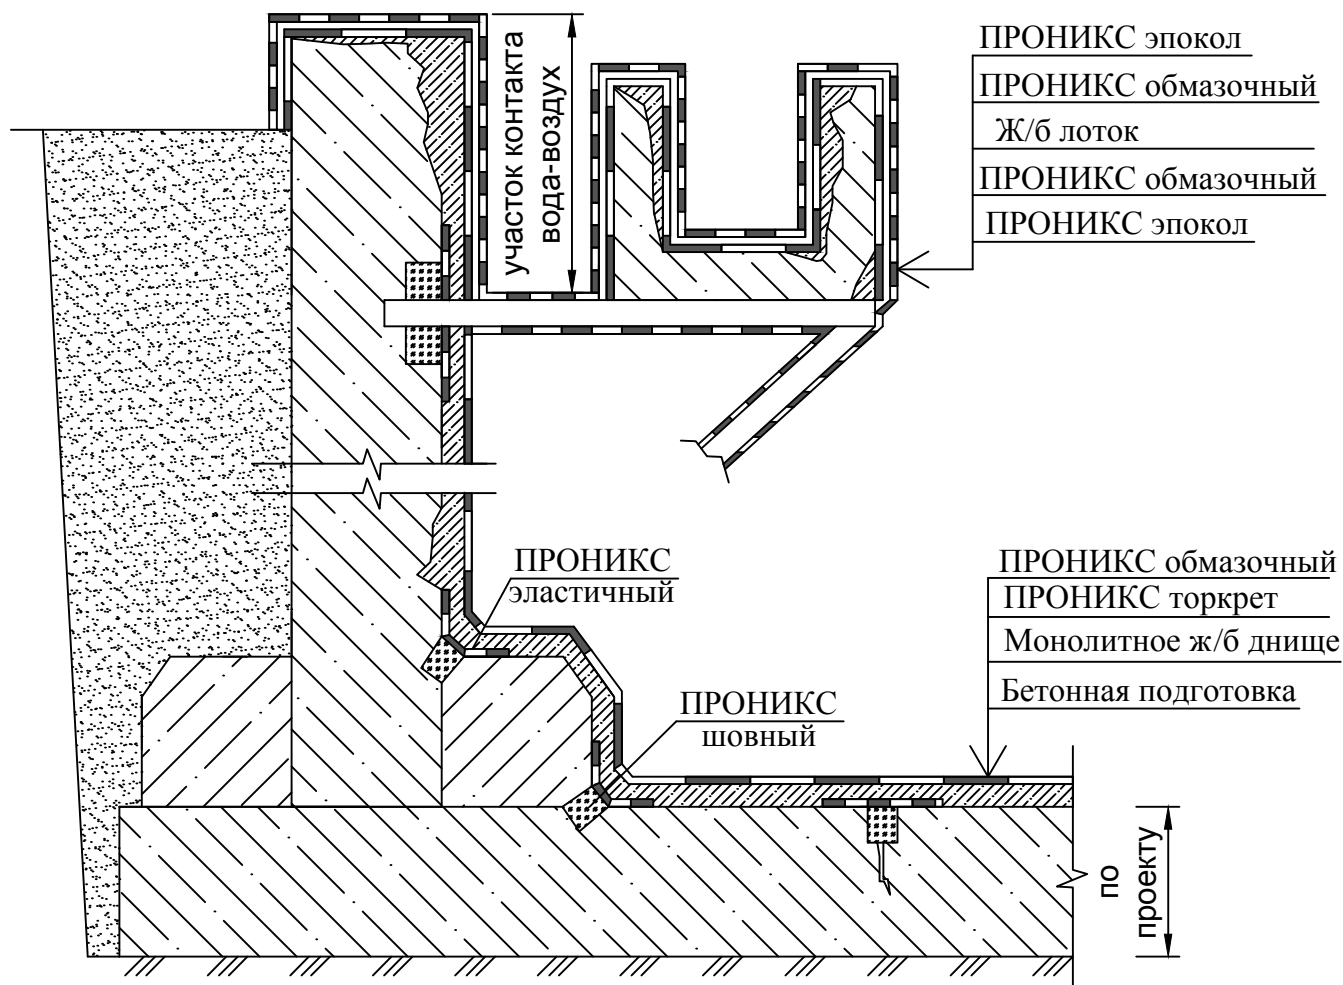 ПРОНИКС эпокол
ПРОНИКС обмазочный
Ж/б лоток
ПРОНИКС обмазочный
ПРОНИКС эпокол
участок контакта
вода-воздух
ПРОНИКС
эластичный
ПРОНИКС
шовный
ПРОНИКС обмазочный
ПРОНИКС торкрет
Монолитное ж/б днище
Бетонная подготовка
по
проекту